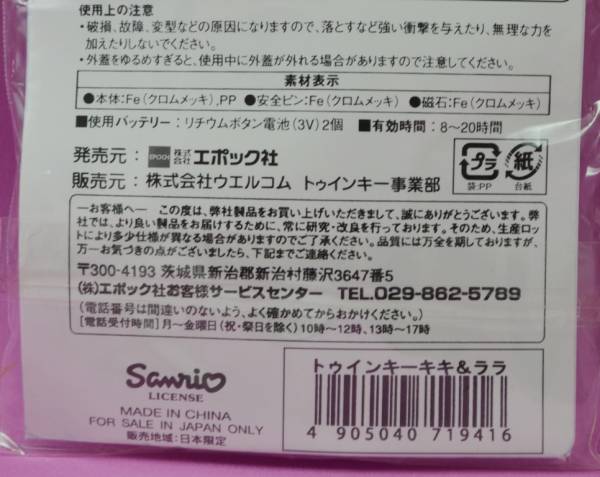 使用上の注意
・破損、故障、変型などの原因になりますので、落とすなど強い衝撃を与えたり、無理な力を
加えたりしないでください。
・外蓋をゆるめすぎると、使用中に外蓋が外れる場合がありますので注意してください。
素材表示
●本体:Fe(クロムメッキ),PP ●安全ピン:Fe(クロムメッキ) ●磁石:Fe(クロムメッキ)
■使用バッテリー:リチウムボタン電池(3V)2個 ■有効時間:8〜20時間
発売元: EPOCH 株式会社 エポック社
販売元:株式会社ウエルコム トゥインキー事業部
プラ
袋:PP
紙
台紙
―お客様へ― この度は、弊社製品をお買い上げいただきまして、誠にありがとうございます。弊
社では、より良い製品をお届けするために、常に研究・改良を行っております。そのため、生産ロッ
トにより多少仕様が異なる場合がありますのでご了承ください。品質には万全を期しておりますが、
万一お気づきの点がございましたら、下記までご連絡ください。
〒300-4193 茨城県新治郡新治村藤沢3647番5
(株)エポック社お客様サービスセンター TEL.029-862-5789
(電話番号は間違いのないよう、よく確かめてからおかけください。)
[電話受付時間]月〜金曜日(祝・祭日を除く)10時〜12時、13時〜17時
Sanrio
LICENSE
MADE IN CHINA
FOR SALE IN JAPAN ONLY
販売地域:日本限定
トゥインキーキキ&ララ
4 905040 719416